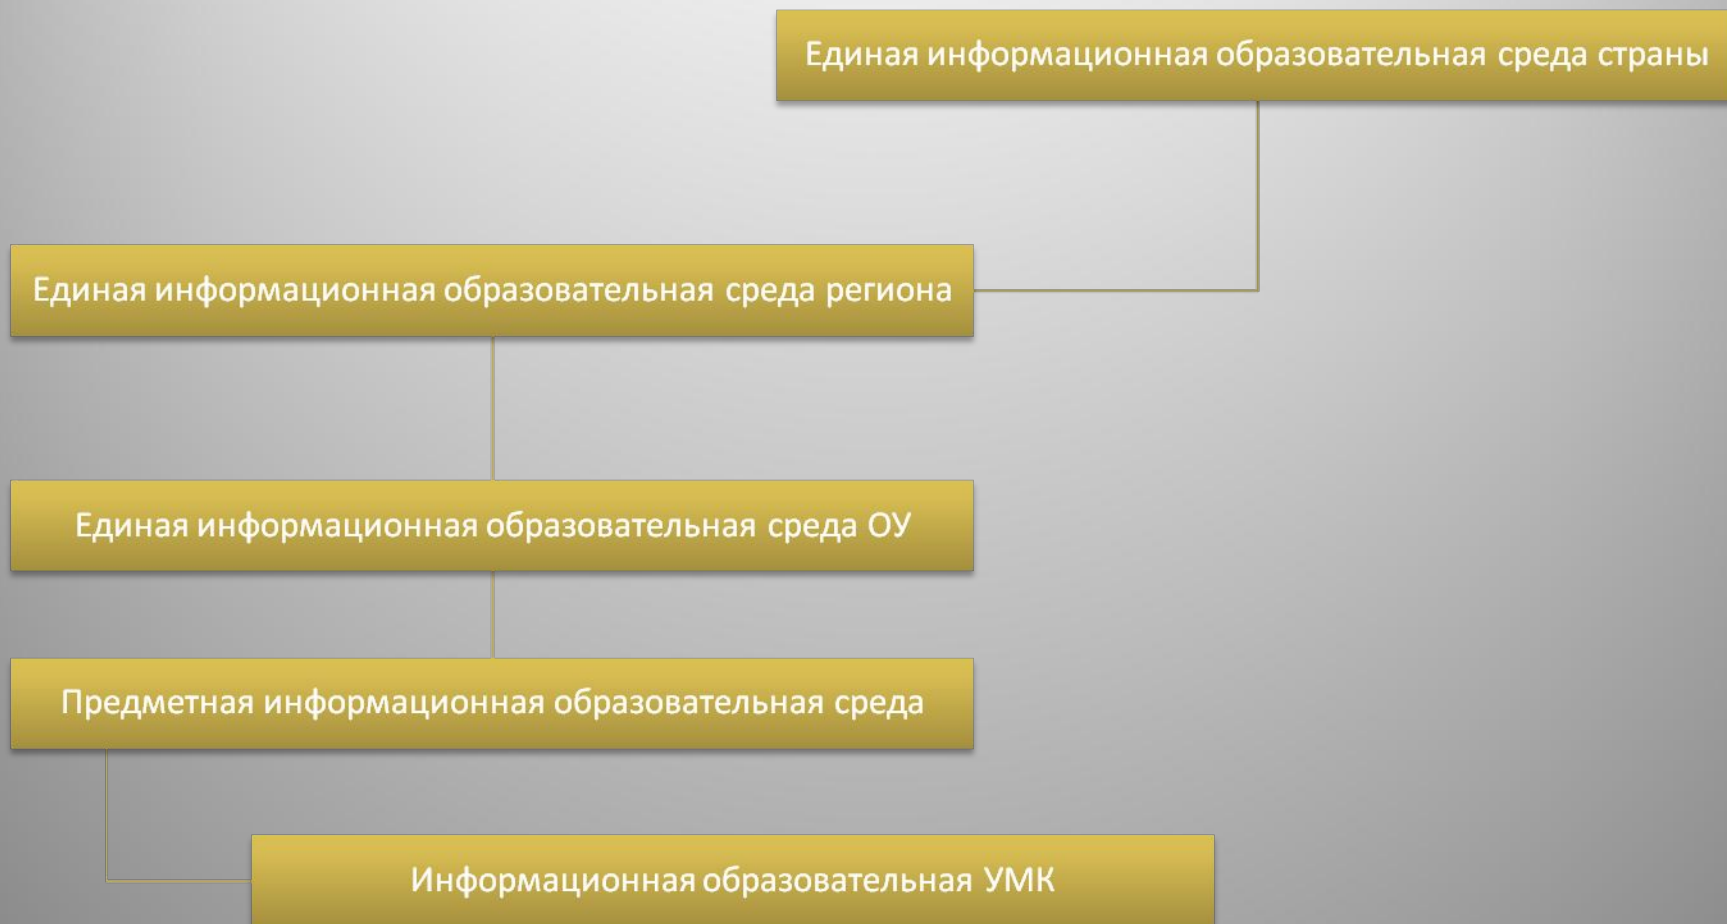 Единая информационная образовательная среда страны
Единая информационная образовательная среда региона
Единая информационная образовательная среда ОУ
Предметная информационная образовательная среда
Информационная образовательная УМК